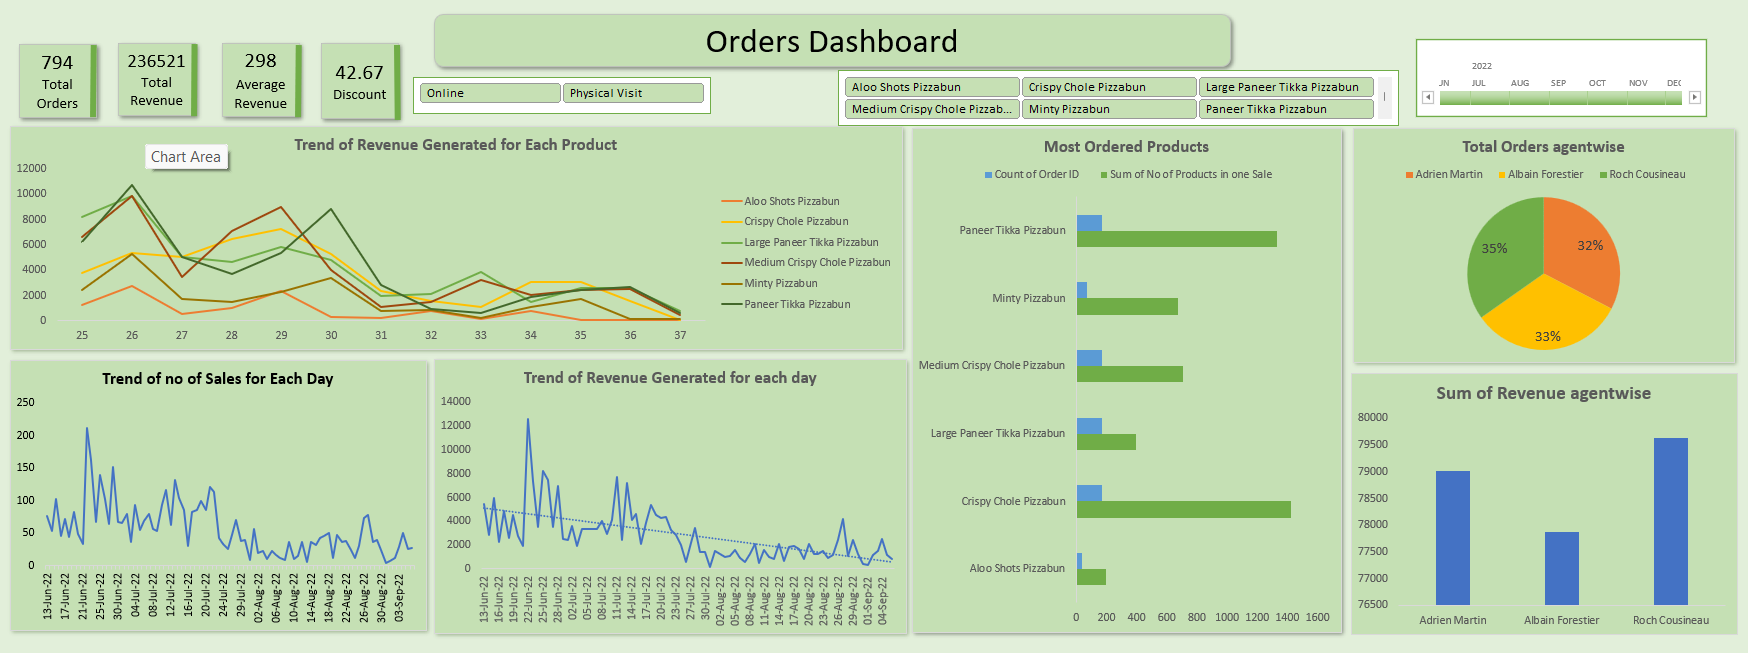 Orders Dashboard
794
Total
Orders
236521
Total
Revenue
298
Average
Revenue
42.67
Discount
Online
Physical Visit
Aloo Shots Pizzabun
Crispy Chole Pizzabun
Large Paneer Tikka Pizzabun
Medium Crispy Chole Pizzab...
Minty Pizzabun
Paneer Tikka Pizzabun
2022
JUL
AUG
SEP
OCT
NOV
Trend of Revenue Generated for Each Product
Chart Area
12000
10000
8000
6000
4000
2000
0
25 26 27 28 29 30 31 32 33 34 35 36 37
Aloo Shots Pizzabun
Crispy Chole Pizzabun
Large Paneer Tikka Pizzabun
Medium Crispy Chole Pizzabun
Minty Pizzabun
Paneer Tikka Pizzabun
Most Ordered Products
Count of Order ID
Sum of No of Products in one Sale
Paneer Tikka Pizzabun
Minty Pizzabun
Medium Crispy Chole Pizzabun
Large Paneer Tikka Pizzabun
Crispy Chole Pizzabun
Aloo Shots Pizzabun
0 200 400 600 800 1000 1200 1400 1600
Total Orders agentwise
Adrien Martin
Albain Forestier
Roch Cousineau
35%
32%
33%
Trend of no of Sales for Each Day
250
200
150
100
50
0
13-Jun-22
17-Jun-22
21-Jun-22
25-Jun-22
30-Jun-22
04-Jul-22
08-Jul-22
12-Jul-22
16-Jul-22
20-Jul-22
24-Jul-22
29-Jul-22
02-Aug-22
06-Aug-22
10-Aug-22
14-Aug-22
18-Aug-22
22-Aug-22
26-Aug-22
30-Aug-22
03-Sep-22
Trend of Revenue Generated for each day
14000
12000
10000
8000
6000
4000
2000
0
13-Jun-22
16-Jun-22
19-Jun-22
22-Jun-22
25-Jun-22
28-Jun-22
02-Jul-22
05-Jul-22
08-Jul-22
11-Jul-22
14-Jul-22
17-Jul-22
20-Jul-22
23-Jul-22
27-Jul-22
30-Jul-22
02-Aug-22
05-Aug-22
08-Aug-22
11-Aug-22
14-Aug-22
17-Aug-22
20-Aug-22
23-Aug-22
26-Aug-22
29-Aug-22
01-Sep-22
04-Sep-22
Sum of Revenue agentwise
80000
79500
79000
78500
78000
77500
77000
76500
Adrien Martin
Albain Forestier
Roch Cousineau